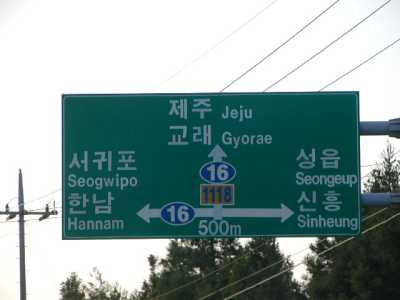 제주 Jeju
교래 Gyorae
서귀포
Seogwipo
한남
Hannam
16
1118
16
500m
성읍
Seongeup
신흥
Sinheung